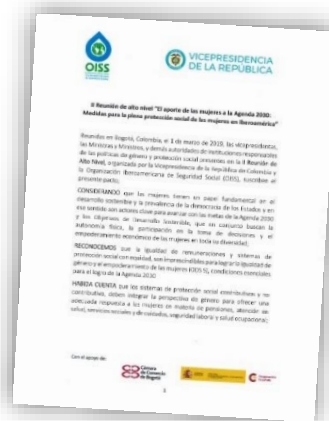 OISS
VICEPRESIDENCIA
DE LA REPÚBLICA
II Reunión de alto nivel "El aporte de las mujeres a la Agenda 2030:
Medidas para la plena protección social de las mujeres en Iberoamérica"
Reunidas en Bogotá, Colombia, el 1 de marzo de 2019, las vicepresidentas,
las Ministras y Ministros, y demás autoridades de instituciones responsables
de las políticas de género y protección social presentes en la II Reunión de
Alto Nivel, organizada por la Vicepresidencia de la República de Colombia y
la Organización Iberoamericana de Seguridad Social (OISS), suscriben el
presente pacto,
CONSIDERANDO que las mujeres tienen un papel fundamental en el
desarrollo sostenible y la prevalencia de la democracia de los Estados y en
ese sentido son actores clave para avanzar con las metas de la Agenda 2030
y los Objetivos de Desarrollo Sostenible, que en concurso buscan la
autonomía física, la participación en la toma de decisiones y el
empoderamiento económico de las mujeres en toda su diversidad;
RECONOCEMOS que la igualdad de remuneraciones y sistemas de
protección social con equidad, son imprescindibles para lograr la igualdad de
género y el empoderamiento de las mujeres (ODS 5), condiciones esenciales
para el logro de la Agenda 2030
HABIDA CUENTA que los sistemas de protección social contributivos y no
contributivos, deben integrar la perspectiva de género para ofrecer una
adecuada respuesta a las mujeres en materia de pensiones, atención en
salud, servicios sociales y de cuidados, seguridad laboral y salud ocupacional;
Con el apoyo de:
Cámara
de Comercio
de Bogotá